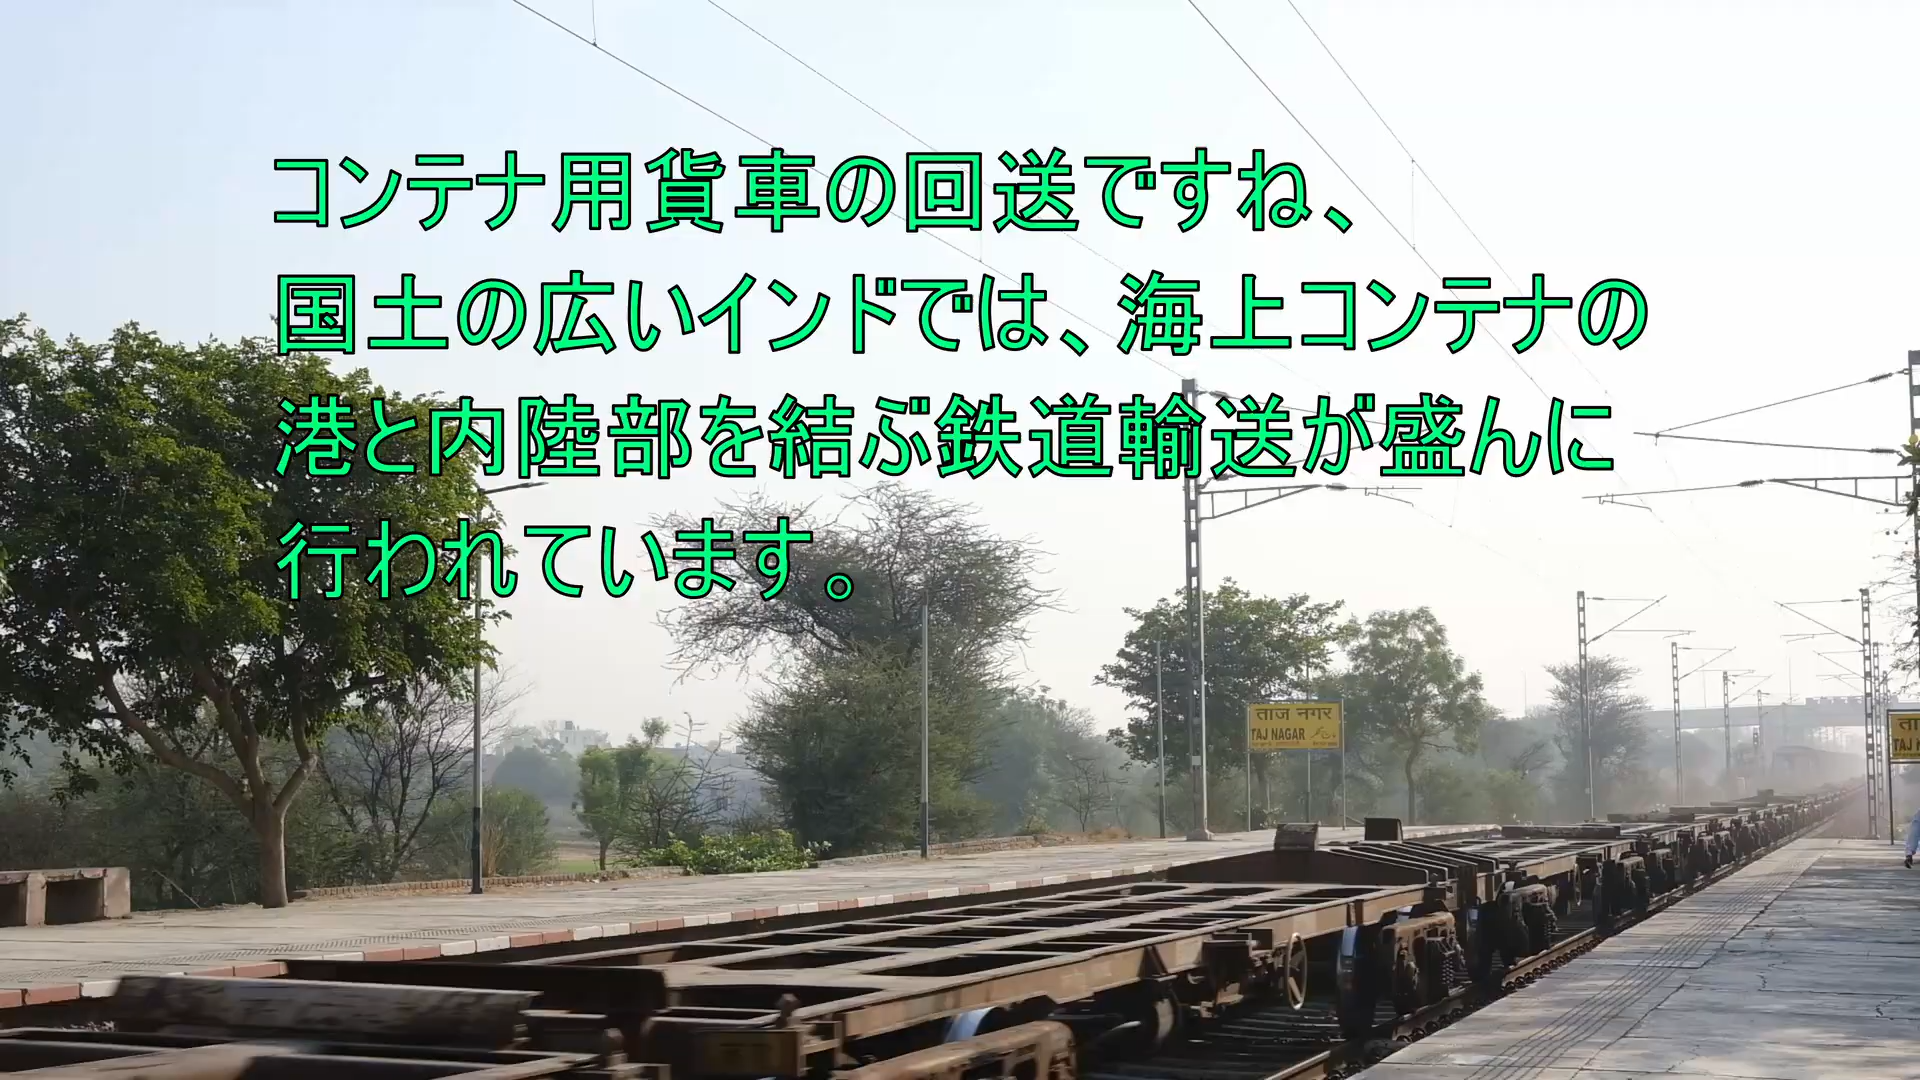 コンテナ用貨車の回送ですね、
国土の広いインドでは、海上コンテナの
港と内陸部を結ぶ鉄道輸送が盛んに
行われています。
ताज नगर
TAJ NAGAR
ता
TAJ N